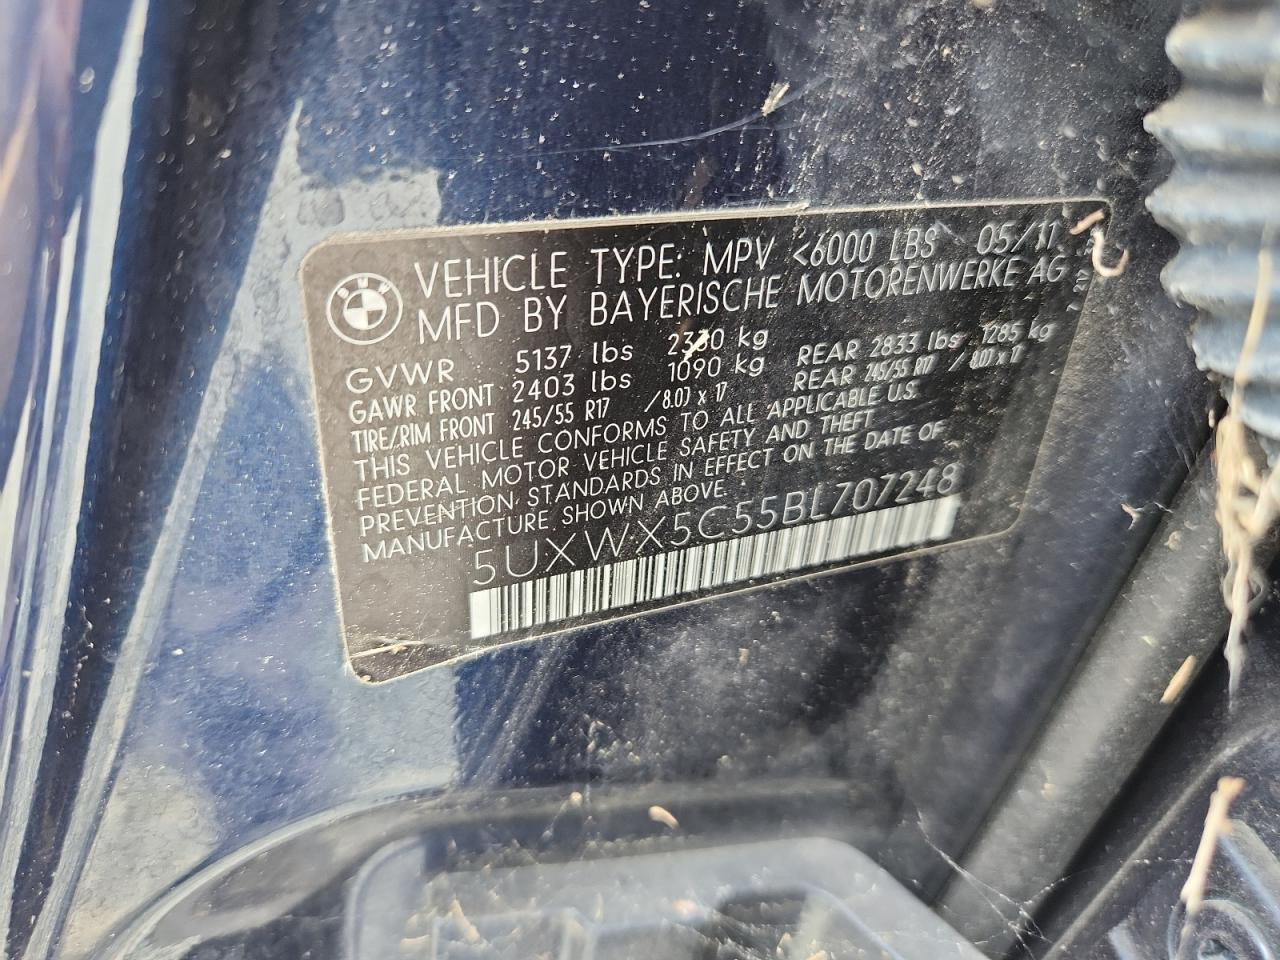 BMW
VEHICLE TYPE: MPV <6000 LBS 05/11
MFD BY BAYERISCHE MOTORENWERKE AG
GVWR 5137 lbs 2330 kg
GAWR FRONT 2403 lbs 1090 kg REAR 2833 lbs 1285 kg
TIRE/RIM FRONT 245/55 R17 /8.0J x 17 REAR 245/55 R17 /8.0J x 17
THIS VEHICLE CONFORMS TO ALL APPLICABLE U.S.
FEDERAL MOTOR VEHICLE SAFETY AND THEFT
PREVENTION STANDARDS IN EFFECT ON THE DATE OF
MANUFACTURE SHOWN ABOVE.
5UXWX5C55BL707248